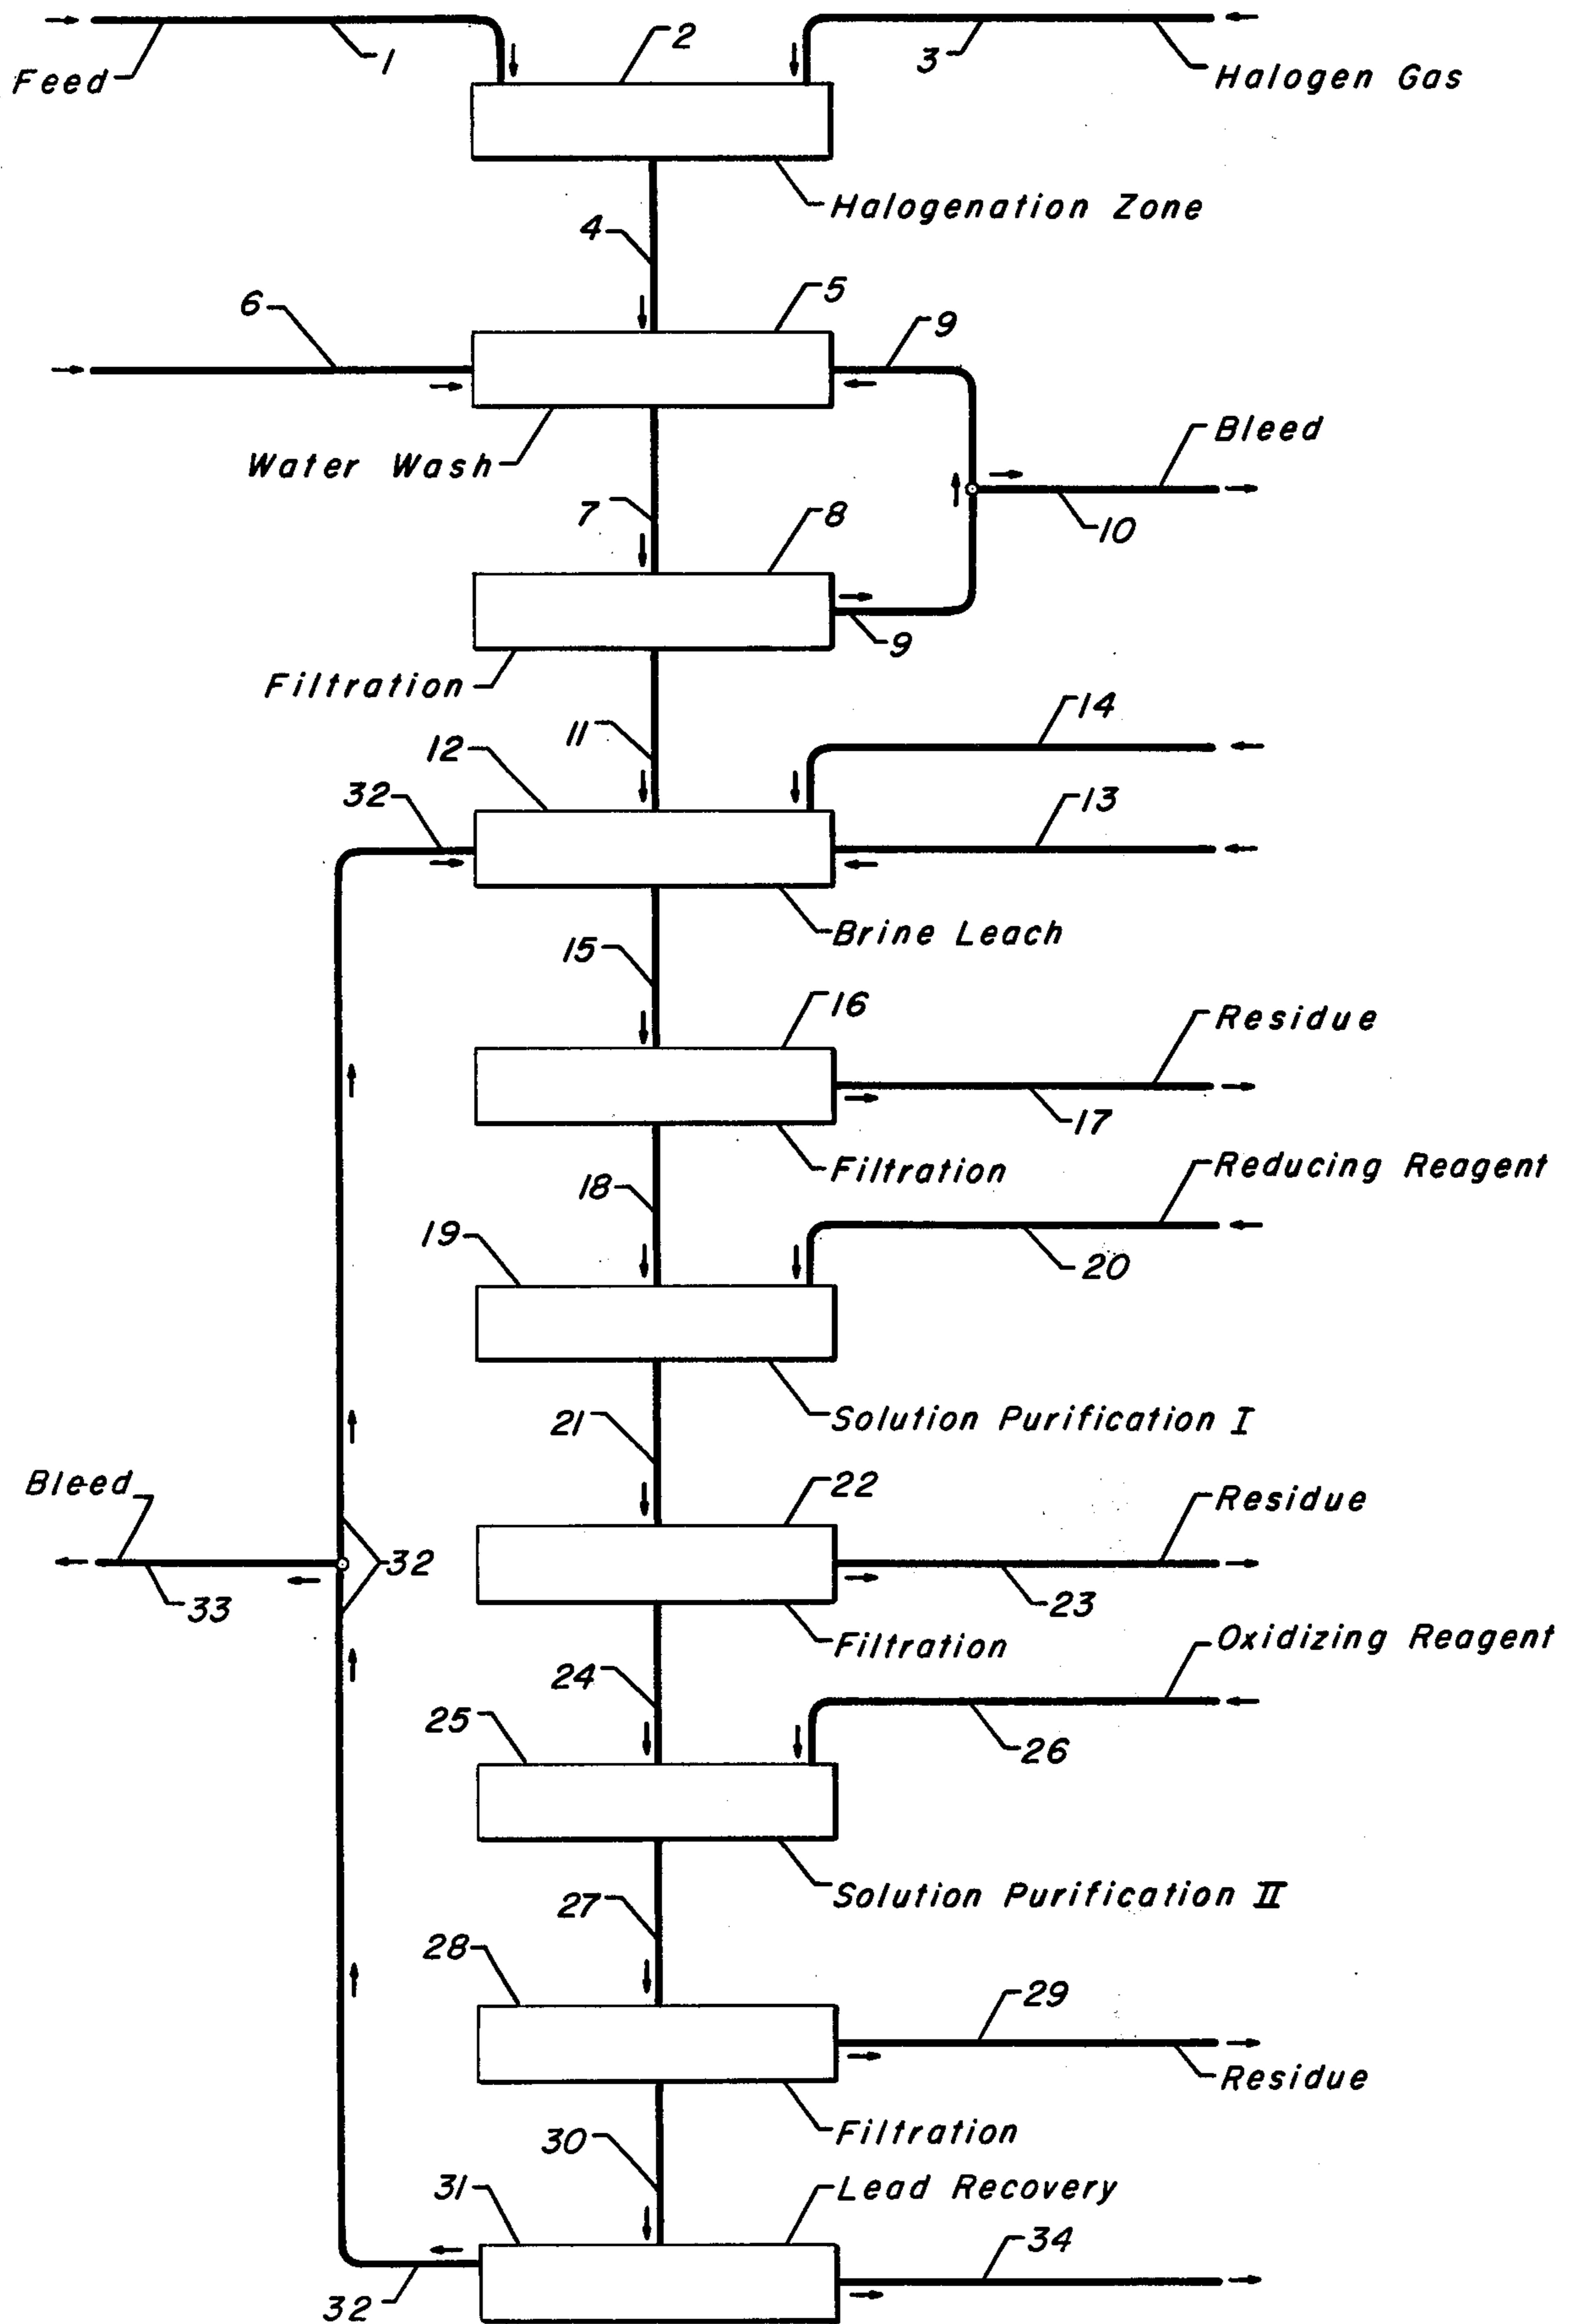 2
1
3
Feed
Halogen Gas
Halogenation Zone
4
5
6
9
Bleed
Water Wash
7
8
10
9
Filtration
14
11
12
32
13
Brine Leach
15
16
Residue
17
Filtration
Reducing Reagent
18
19
20
Solution Purification I
21
22
Bleed
Residue
32
33
23
Filtration
Oxidizing Reagent
24
25
26
Solution Purification II
27
28
29
Residue
Filtration
30
31
Lead Recovery
34
32